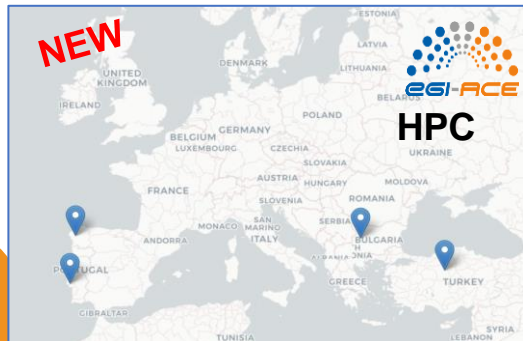 NEW
ESTONIA
LATVIA
DENMARK
LITHUANIA
UNITED
KINGDOM
BELARUS
egi-ACE
IRELAND
HPC
POLAND
GERMANY
BELGIUM
LUXEMBOURG
CZECHIA
UKRAINE
SLOVAKIA
AUSTRIA
HUNGARY
MOLDOVA
FRANCE
SLOVENIA
ROMANIA
SAN
MARINO
MONACO
ITALY
SERBIA
ANDORRA
BULGARIA
PORTUGAL
GREECE
TURKEY
GIBRALTAR
SYRIA
TUNISIA
LEBANON